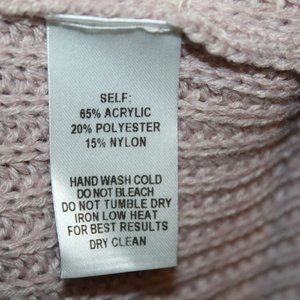 SELF:
65% ACRYLIC
20% POLYESTER
15% NYLON
HAND WASH COLD
DO NOT BLEACH
DO NOT TUMBLE DRY
IRON LOW HEAT
FOR BEST RESULTS
DRY CLEAN